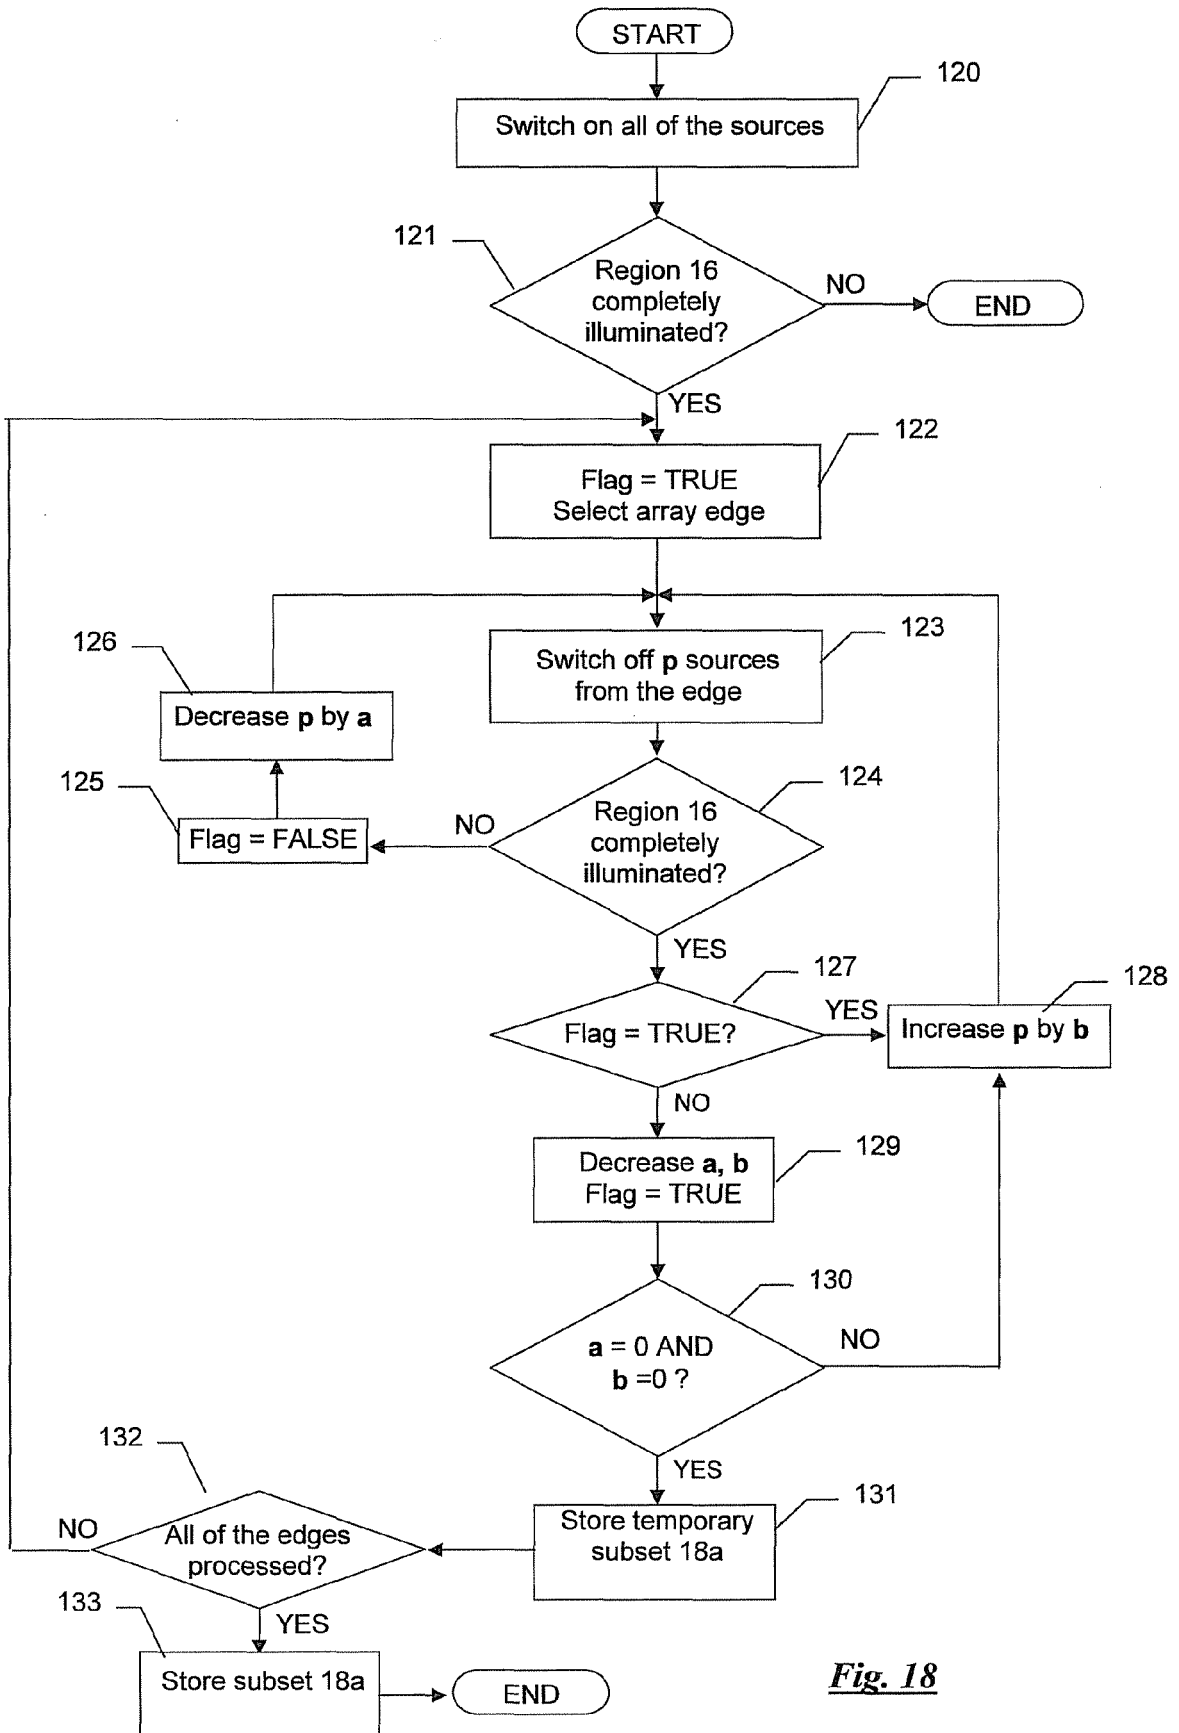 START
120
Switch on all of the sources
121
Region 16
completely
illuminated?
NO
END
YES
122
Flag = TRUE
Select array edge
126
123
Switch off p sources
from the edge
Decrease p by a
125
124
Region 16
completely
illuminated?
NO
Flag = FALSE
YES
127
128
Flag = TRUE?
YES
Increase p by b
NO
129
Decrease a, b
Flag = TRUE
130
a = 0 AND
b =0 ?
NO
132
YES
131
Store temporary
subset 18a
NO
All of the edges
processed?
133
YES
Store subset 18a
END
Fig. 18